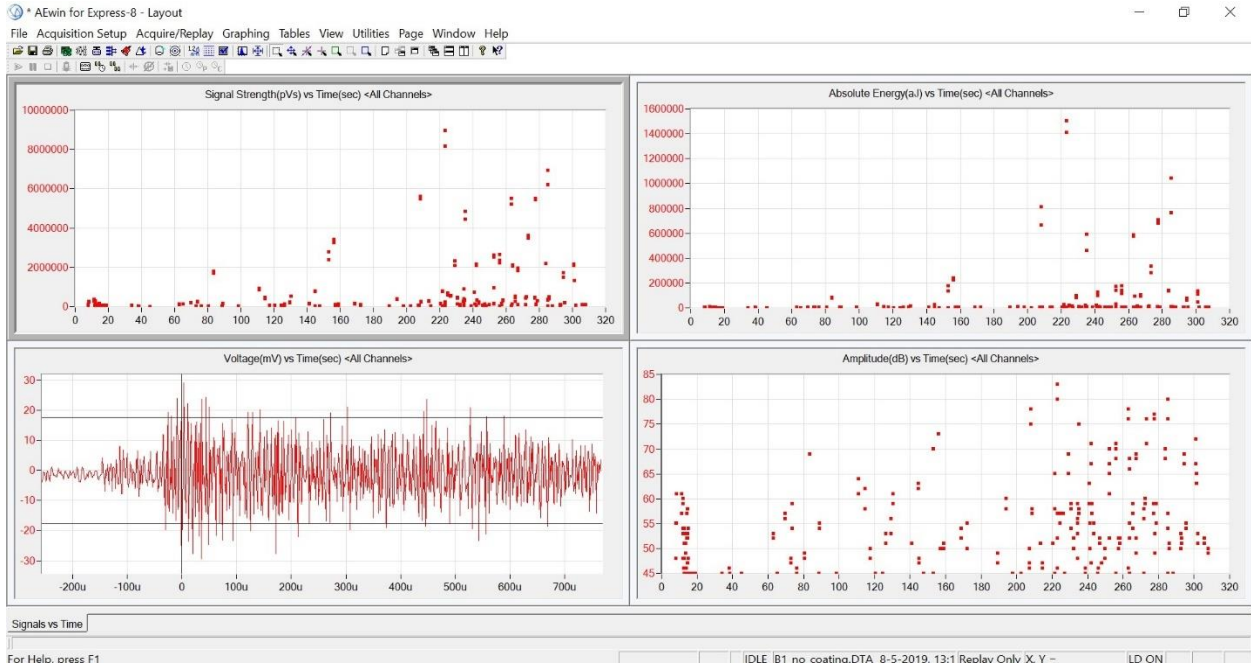 * AEwin for Express-8 - Layout
File Acquisition Setup Acquire/Replay Graphing Tables View Utilities Page Window Help
Signal Strength(pVs) vs Time(sec) <All Channels>
10000000
8000000
6000000
4000000
2000000
0
0 20 40 60 80 100 120 140 160 180 200 220 240 260 280 300 320
Absolute Energy(aJ) vs Time(sec) <All Channels>
1600000
1400000
1200000
1000000
800000
600000
400000
200000
0
0 20 40 60 80 100 120 140 160 180 200 220 240 260 280 300 320
Voltage(mV) vs Time(sec) <All Channels>
30
20
10
0
-10
-20
-30
-200u -100u 0 100u 200u 300u 400u 500u 600u 700u
Amplitude(dB) vs Time(sec) <All Channels>
85
80
75
70
65
60
55
50
45
0 20 40 60 80 100 120 140 160 180 200 220 240 260 280 300 320
Signals vs Time
For Help, press F1
IDLE B1_no_coating.DTA 8-5-2019, 13:1 Replay Only X, Y = LD ON